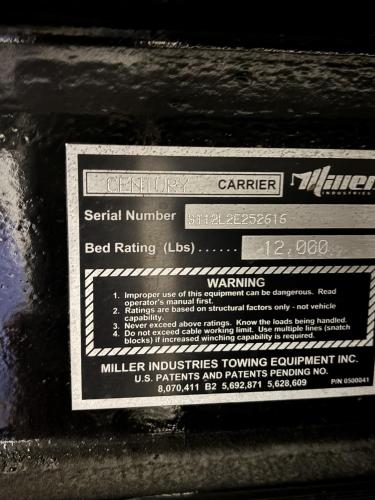 CENTURY CARRIER Miller
INDUSTRIES
Serial Number
Bed Rating (Lbs) 12,000
WARNING
1. Improper use of this equipment can be dangerous. Read
operator's manual first.
2. Ratings are based on structural factors only - not vehicle
capability.
3. Never exceed above ratings. Know the loads being handled.
4. Do not exceed cable working limit. Use multiple lines (snatch
blocks) if increased winching capability is required.
MILLER INDUSTRIES TOWING EQUIPMENT INC.
U.S. PATENTS AND PATENTS PENDING NO.
8,070,411 B2 5,692,871 5,628,609
P/N 0500041